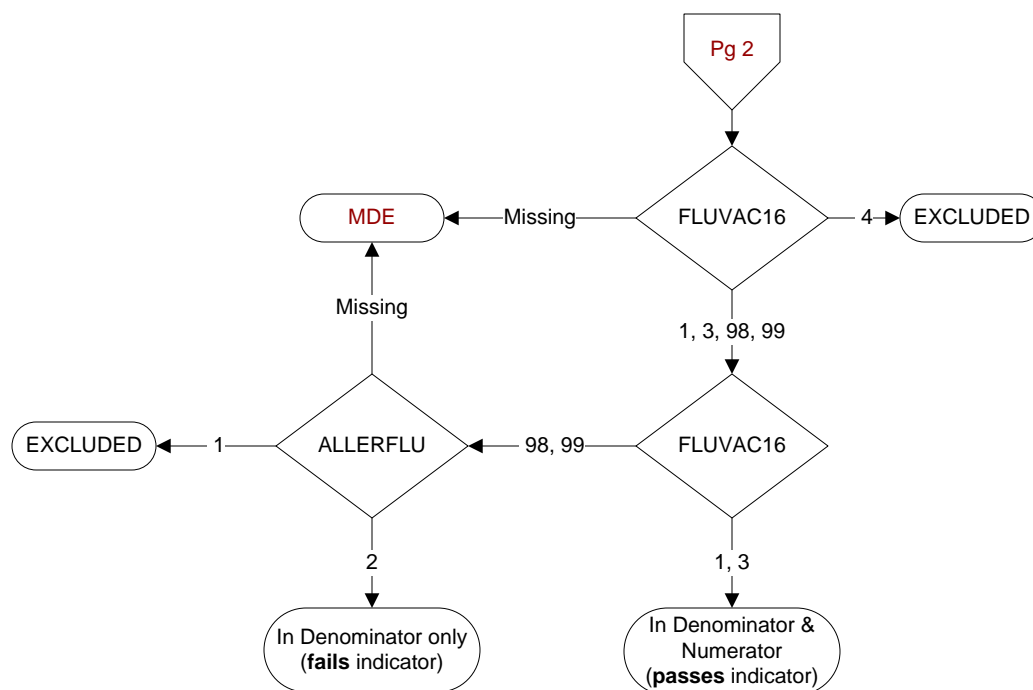 Pg 2
MDE
Missing
FLUVAC16
4
EXCLUDED
Missing
1, 3, 98, 99
EXCLUDED
1
ALLERFLU
98, 99
FLUVAC16
2
1, 3
In Denominator only
(fails indicator)
In Denominator &
Numerator
(passes indicator)